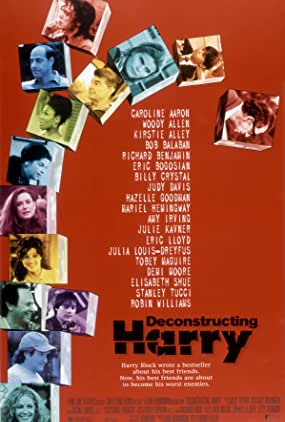 CAROLINE AARON
WOODY ALLEN
KIRSTIE ALLEY
BOB BALABAN
RICHARD BENJAMIN
ERIC BOGOSIAN
BILLY CRYSTAL
JUDY DAVIS
HAZELLE GOODMAN
MARIEL HEMINGWAY
AMY IRVING
JULIE KAVNER
ERIC LLOYD
JULIA LOUIS-DREYFUS
TOBEY MAGUIRE
DEMI MOORE
ELISABETH SHUE
STANLEY TUCCI
ROBIN WILLIAMS
Deconstructing
Harry
Harry Block wrote a bestseller
about his best friends.
Now, his best friends are about
to become his worst enemies.